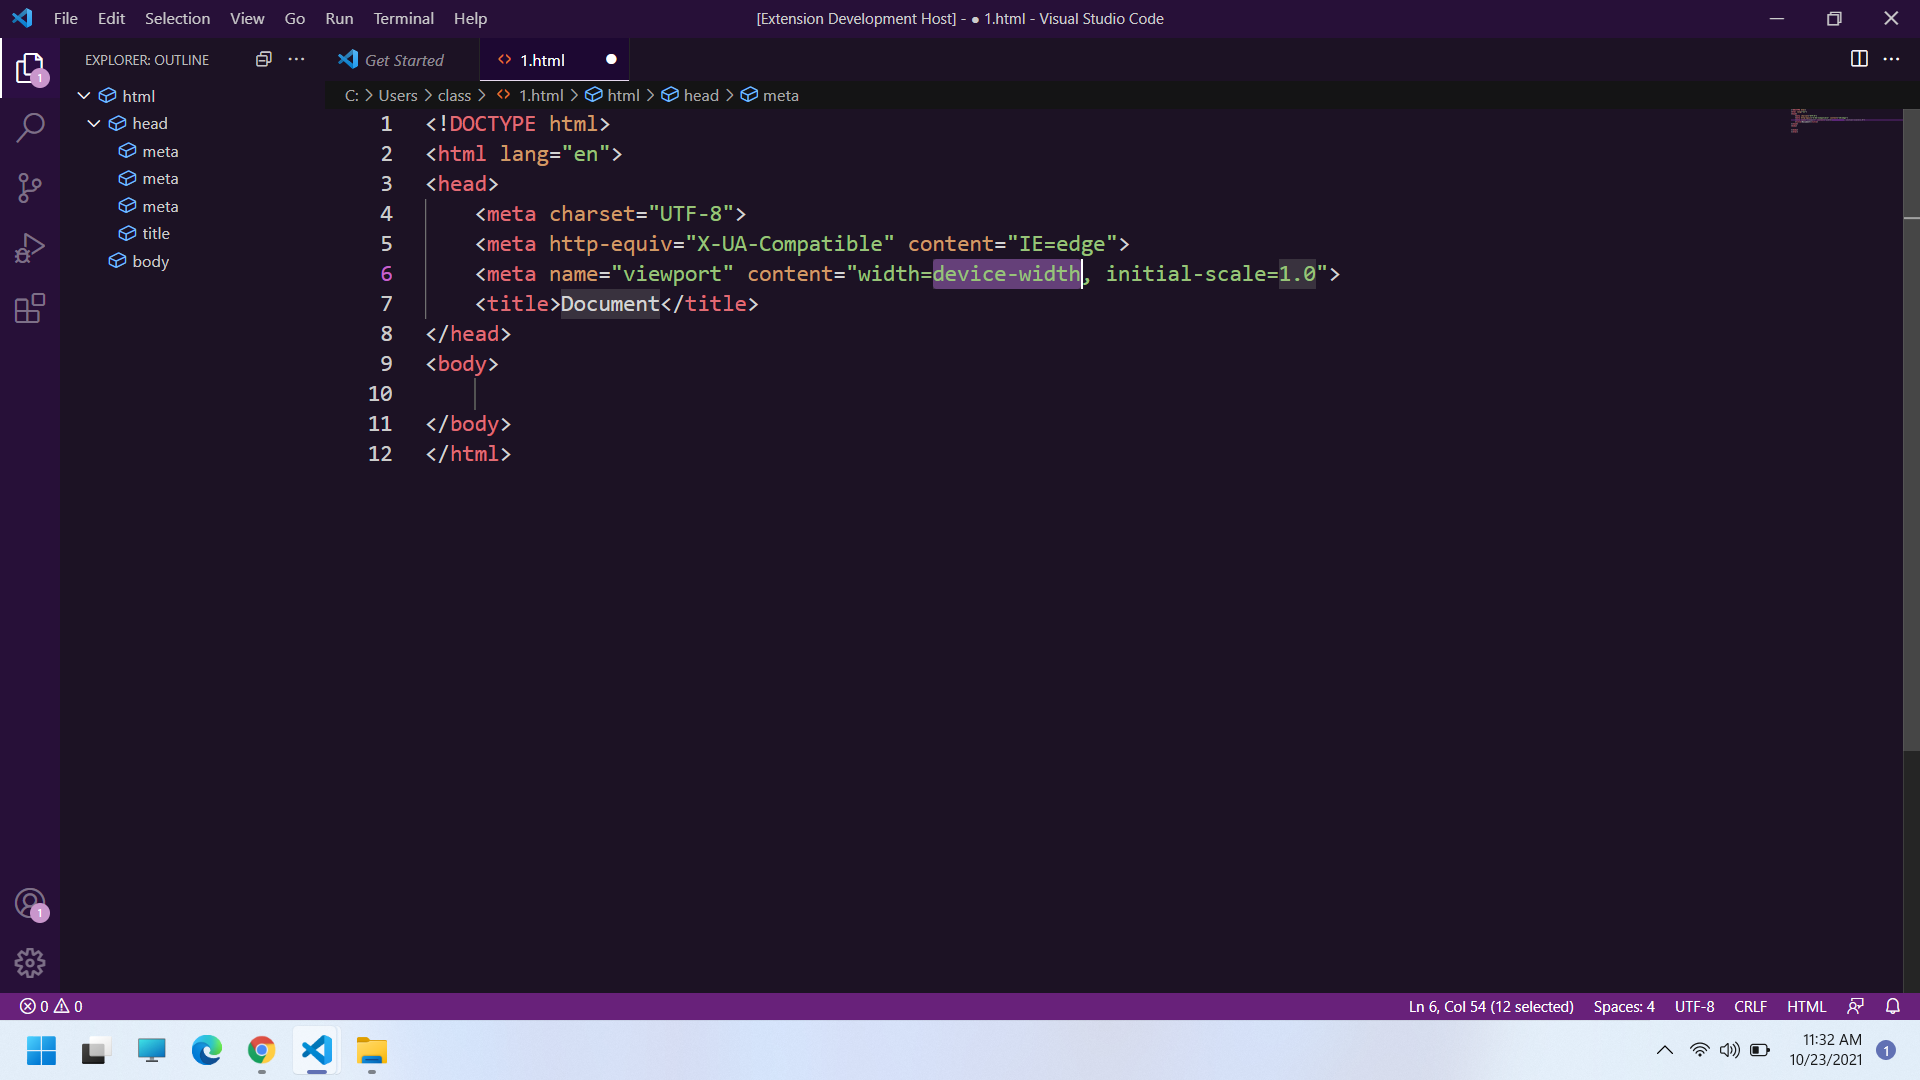 File Edit Selection View Go Run Terminal Help
[Extension Development Host] - ● 1.html - Visual Studio Code
EXPLORER: OUTLINE
Get Started
1.html
C: > Users > class > 1.html > html > head > meta
html
head
meta
meta
meta
title
body
1 <!DOCTYPE html>
2 <html lang="en">
3 <head>
4 <meta charset="UTF-8">
5 <meta http-equiv="X-UA-Compatible" content="IE=edge">
6 <meta name="viewport" content="width=device-width, initial-scale=1.0">
7 <title>Document</title>
8 </head>
9 <body>
10
11 </body>
12 </html>
1
1
0 0
Ln 6, Col 54 (12 selected) Spaces: 4 UTF-8 CRLF HTML
11:32 AM
10/23/2021
1